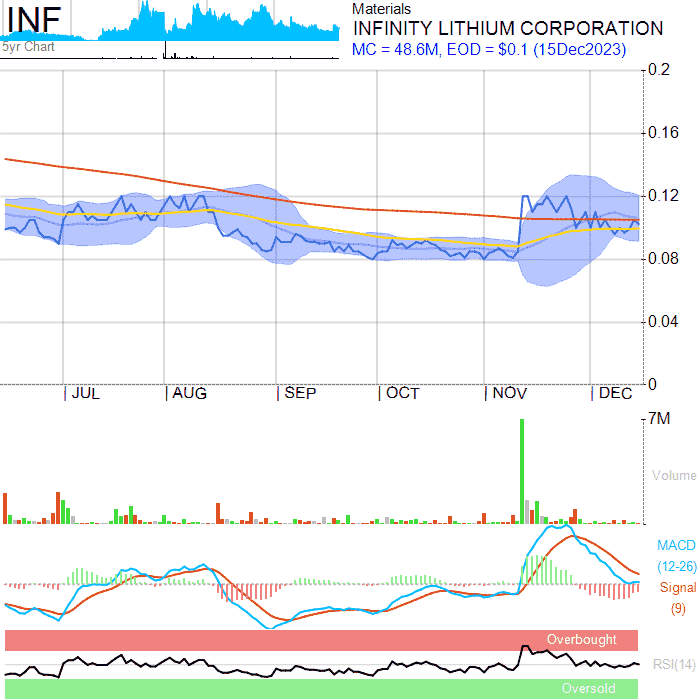 INF
5yr Chart
Materials
INFINITY LITHIUM CORPORATION
MC = 48.6M, EOD = $0.1 (15Dec2023)
0.2
0.16
0.12
0.08
0.04
0
JUL AUG SEP OCT NOV DEC
7M
Volume
MACD
(12-26)
Signal
(9)
Overbought
RSI(14)
Oversold